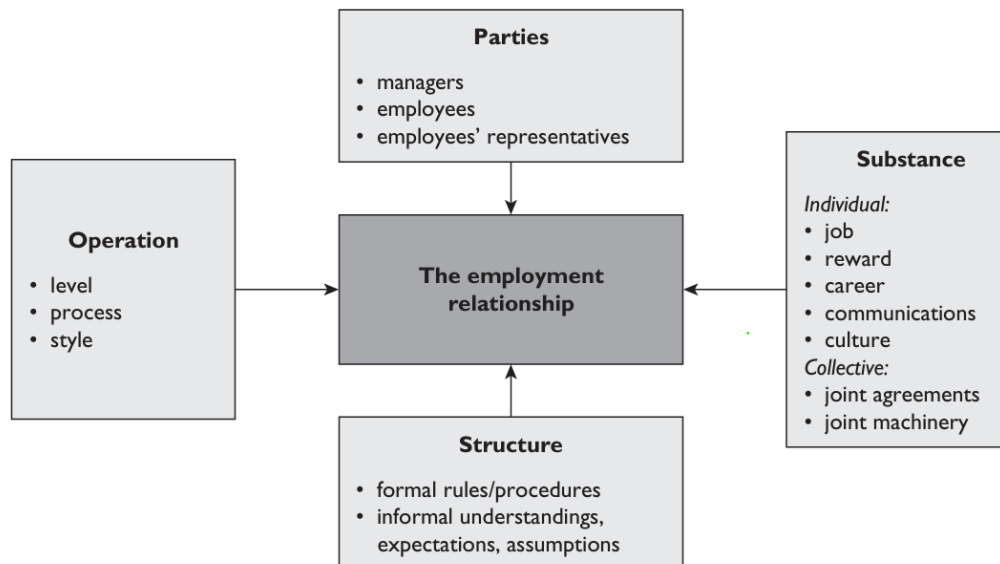 Parties
• managers
• employees
• employees’ representatives
Operation
• level
• process
• style
The employment
relationship
Substance
Individual:
• job
• reward
• career
• communications
• culture
Collective:
• joint agreements
• joint machinery
Structure
• formal rules/procedures
• informal understandings,
expectations, assumptions